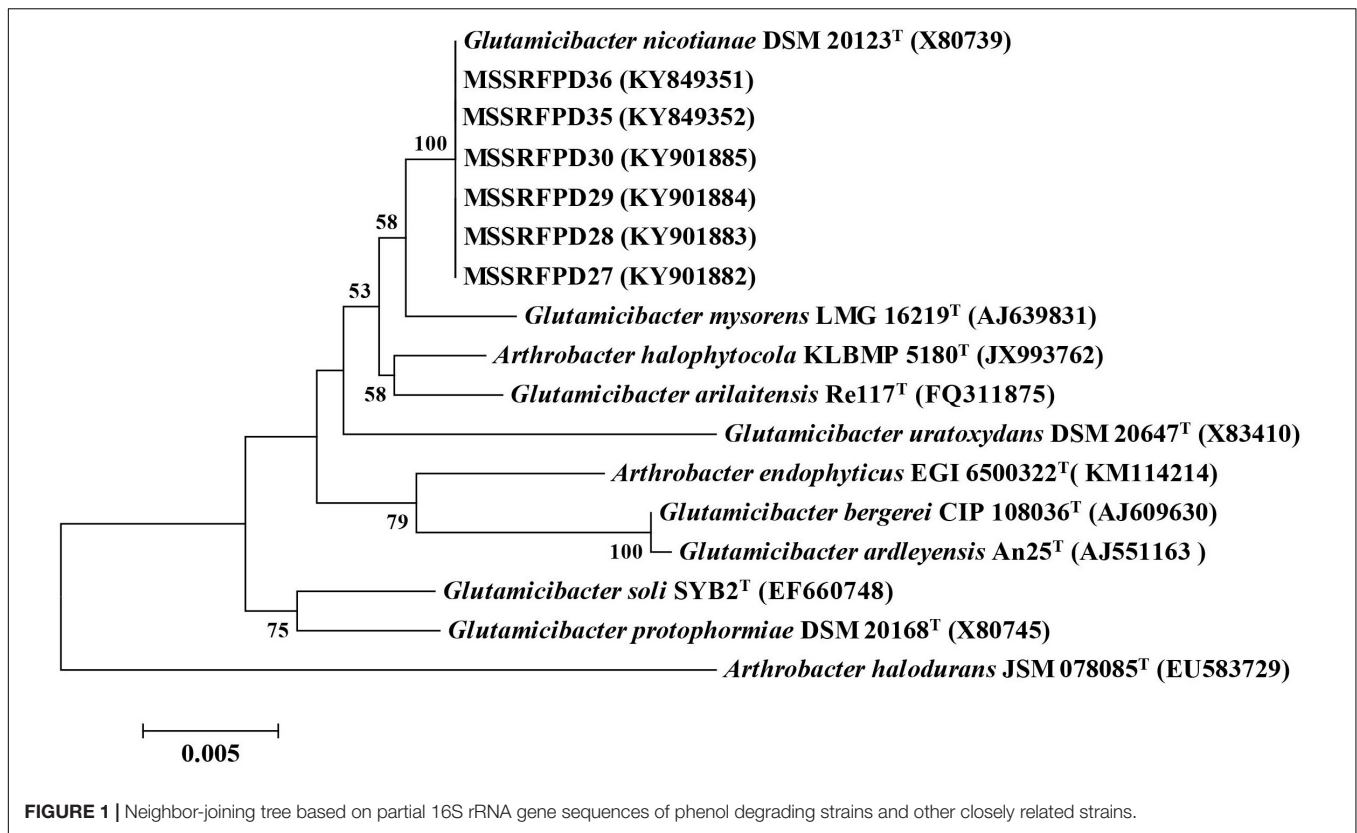 Glutamicibacter nicotianae DSM 20123ᵀ (X80739)
MSSRFPD36 (KY849351)
MSSRFPD35 (KY849352)
100
MSSRFPD30 (KY901885)
MSSRFPD29 (KY901884)
58
MSSRFPD28 (KY901883)
MSSRFPD27 (KY901882)
53
Glutamicibacter mysorens LMG 16219ᵀ (AJ639831)
Arthrobacter halophytocola KLBMP 5180ᵀ (JX993762)
58
Glutamicibacter arilaitensis Re117ᵀ (FQ311875)
Glutamicibacter uratoxydans DSM 20647ᵀ (X83410)
Arthrobacter endophyticus EGI 6500322ᵀ( KM114214)
79
Glutamicibacter bergerei CIP 108036ᵀ (AJ609630)
100
Glutamicibacter ardleyensis An25ᵀ (AJ551163 )
Glutamicibacter soli SYB2ᵀ (EF660748)
75
Glutamicibacter protophormiae DSM 20168ᵀ (X80745)
Arthrobacter halodurans JSM 078085ᵀ (EU583729)
0.005
FIGURE 1 | Neighbor-joining tree based on partial 16S rRNA gene sequences of phenol degrading strains and other closely related strains.